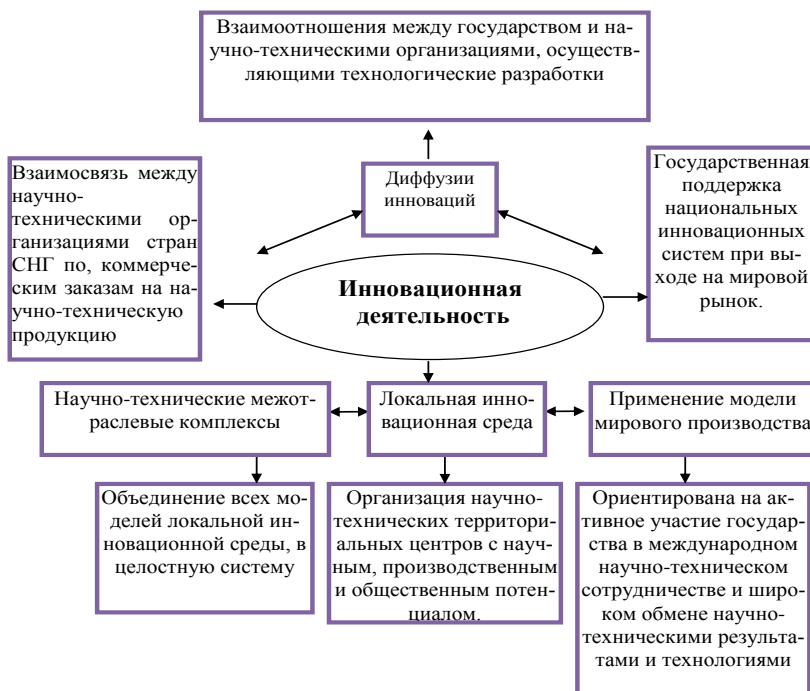 Взаимоотношения между государством и на-
учно-техническими организациями, осуществ-
ляющими технологические разработки
Взаимосвязь между
научно-
техническими ор-
ганизациями стран
СНГ по, коммерче-
ским заказам на на-
учно-техническую
продукцию
Диффузии
инноваций
Государственная
поддержка
национальных
инновационных
систем при вы-
ходе на мировой
рынок.
Инновационная
деятельность
Научно-технические межот-
раслевые комплексы
Локальная инно-
вационная среда
Применение модели
мирового производства
Объединение всех мо-
делей локальной ин-
новационной среды, в
целостную систему
Организация научно-
технических территори-
альных центров с науч-
ным, производственным
и общественным потен-
циалом.
Ориентирована на ак-
тивное участие государ-
ства в международном
научно-техническом
сотрудничестве и широ-
ком обмене научно-
техническими результа-
тами и технологиями